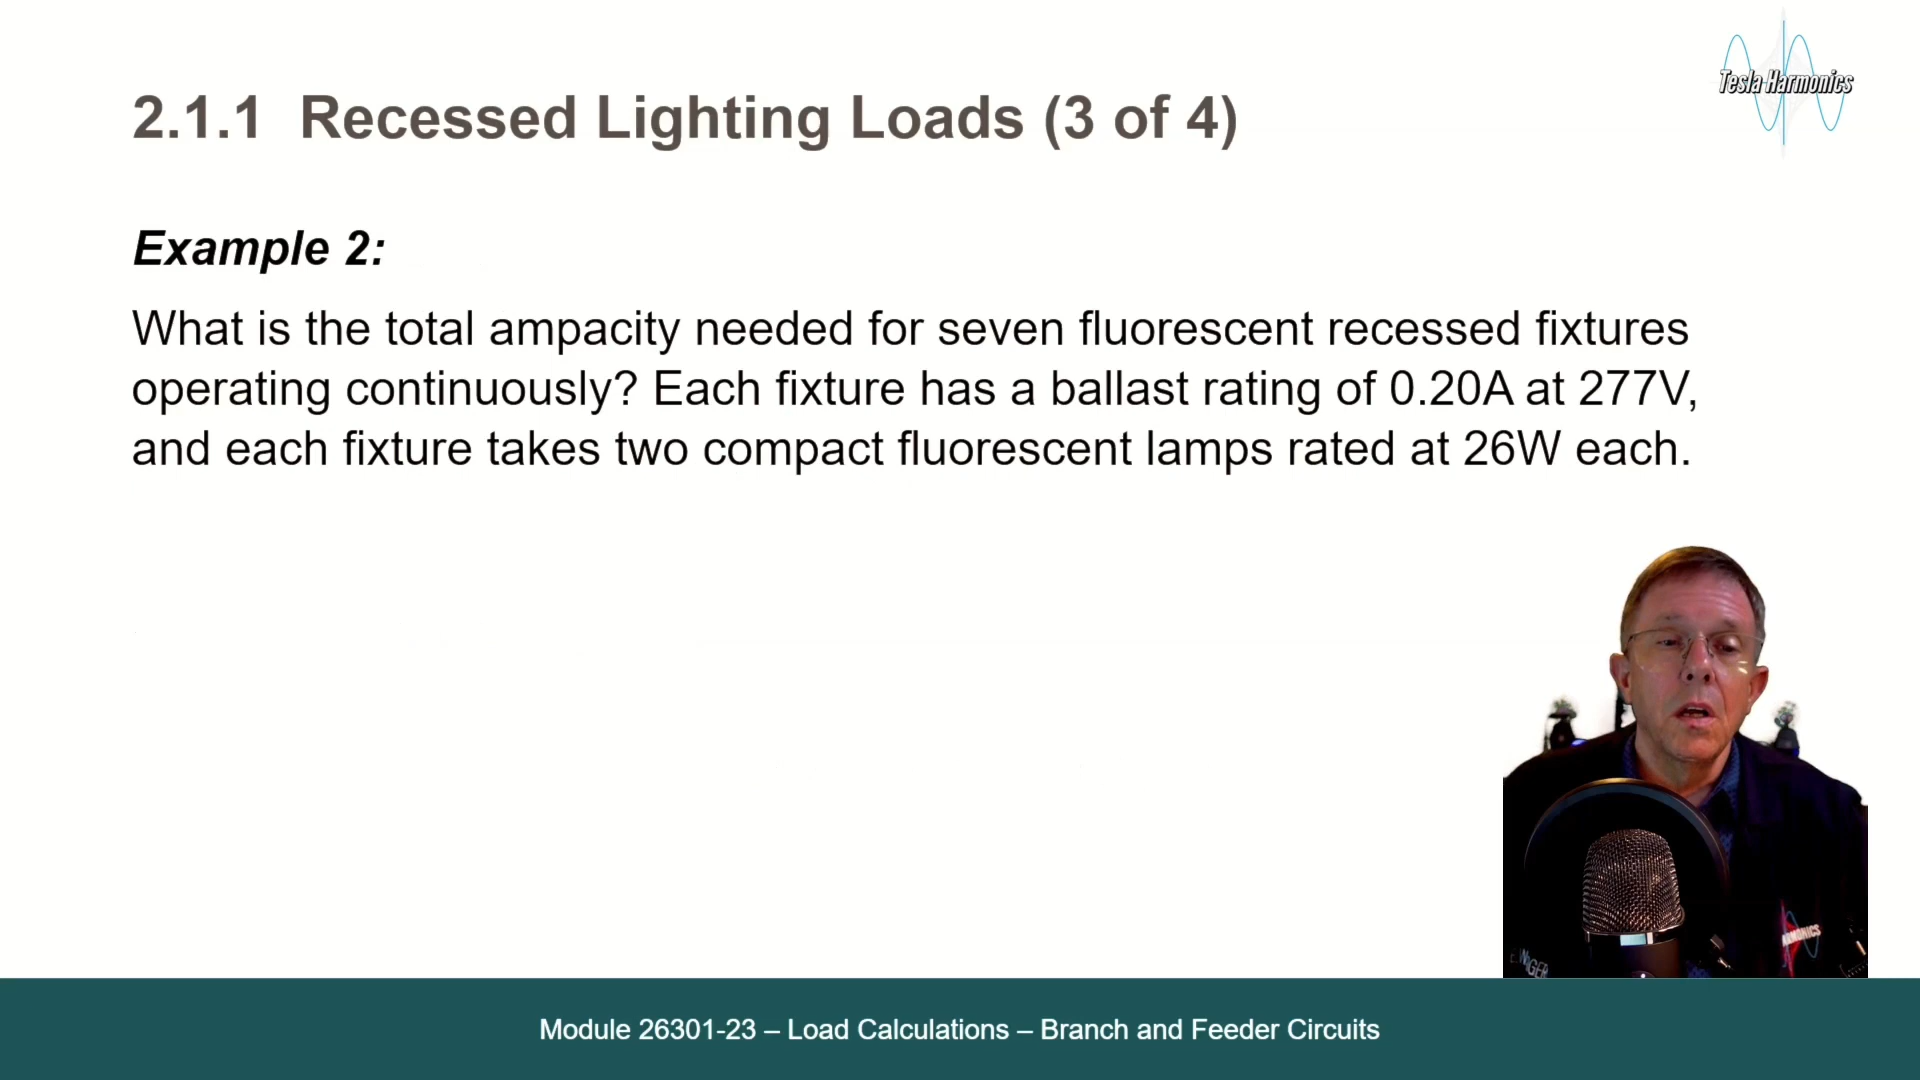 Tesla Harmonics
2.1.1 Recessed Lighting Loads (3 of 4)
Example 2:
What is the total ampacity needed for seven fluorescent recessed fixtures
operating continuously? Each fixture has a ballast rating of 0.20A at 277V,
and each fixture takes two compact fluorescent lamps rated at 26W each.
Module 26301-23 – Load Calculations – Branch and Feeder Circuits